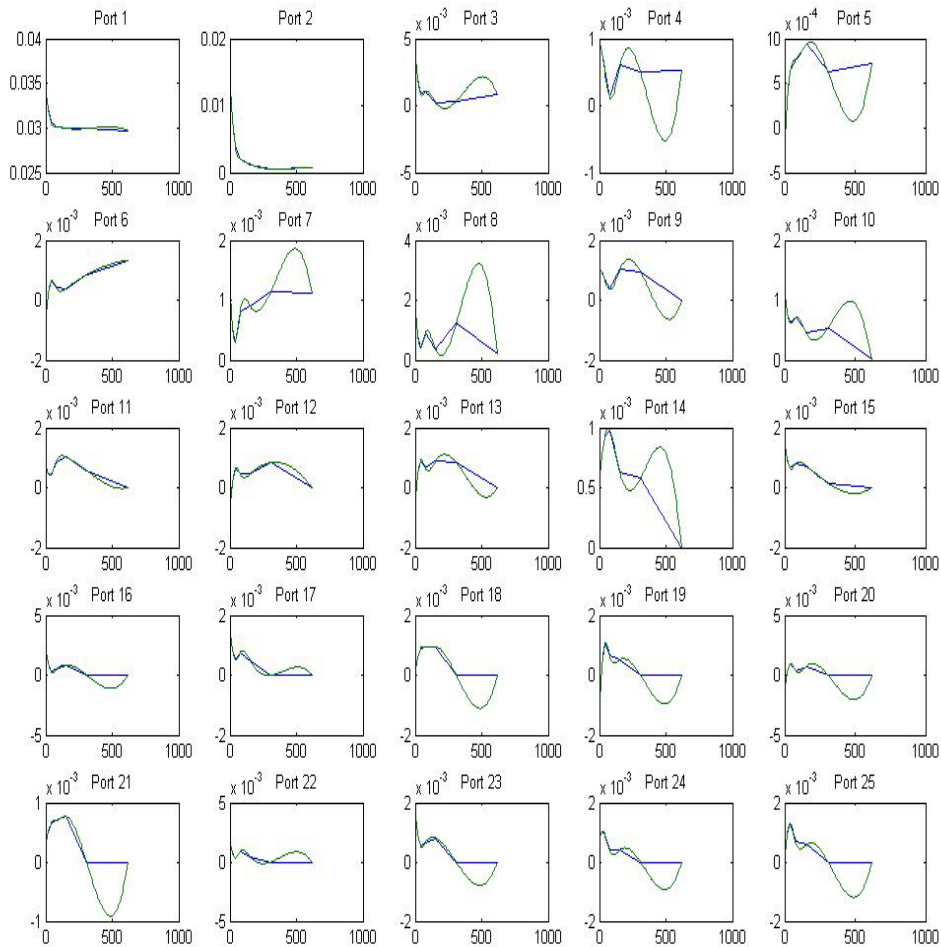 Port 1
Port 2
Port 3
Port 4
Port 5
x 10⁻³
x 10⁻³
x 10⁻⁴
0.04
0.035
0.03
0.025
0 500 1000
0.02
0.01
0
0 500 1000
5
0
-5
0 500 1000
1
0
-1
0 500 1000
10
5
0
-5
0 500 1000
Port 6
Port 7
Port 8
Port 9
Port 10
x 10⁻³
x 10⁻³
x 10⁻³
x 10⁻³
x 10⁻³
2
0
-2
0 500 1000
2
1
0
0 500 1000
4
2
0
0 500 1000
2
0
-2
0 500 1000
2
0
-2
0 500 1000
Port 11
Port 12
Port 13
Port 14
Port 15
x 10⁻³
x 10⁻³
x 10⁻³
x 10⁻³
x 10⁻³
2
0
-2
0 500 1000
2
0
-2
0 500 1000
2
0
-2
0 500 1000
1
0.5
0
0 500 1000
2
0
-2
0 500 1000
Port 16
Port 17
Port 18
Port 19
Port 20
x 10⁻³
x 10⁻³
x 10⁻³
x 10⁻³
x 10⁻³
5
0
-5
0 500 1000
2
0
-2
0 500 1000
2
0
-2
0 500 1000
2
0
-2
0 500 1000
5
0
-5
0 500 1000
Port 21
Port 22
Port 23
Port 24
Port 25
x 10⁻³
x 10⁻³
x 10⁻³
x 10⁻³
x 10⁻³
1
0
-1
0 500 1000
5
0
-5
0 500 1000
2
0
-2
0 500 1000
2
0
-2
0 500 1000
2
0
-2
0 500 1000